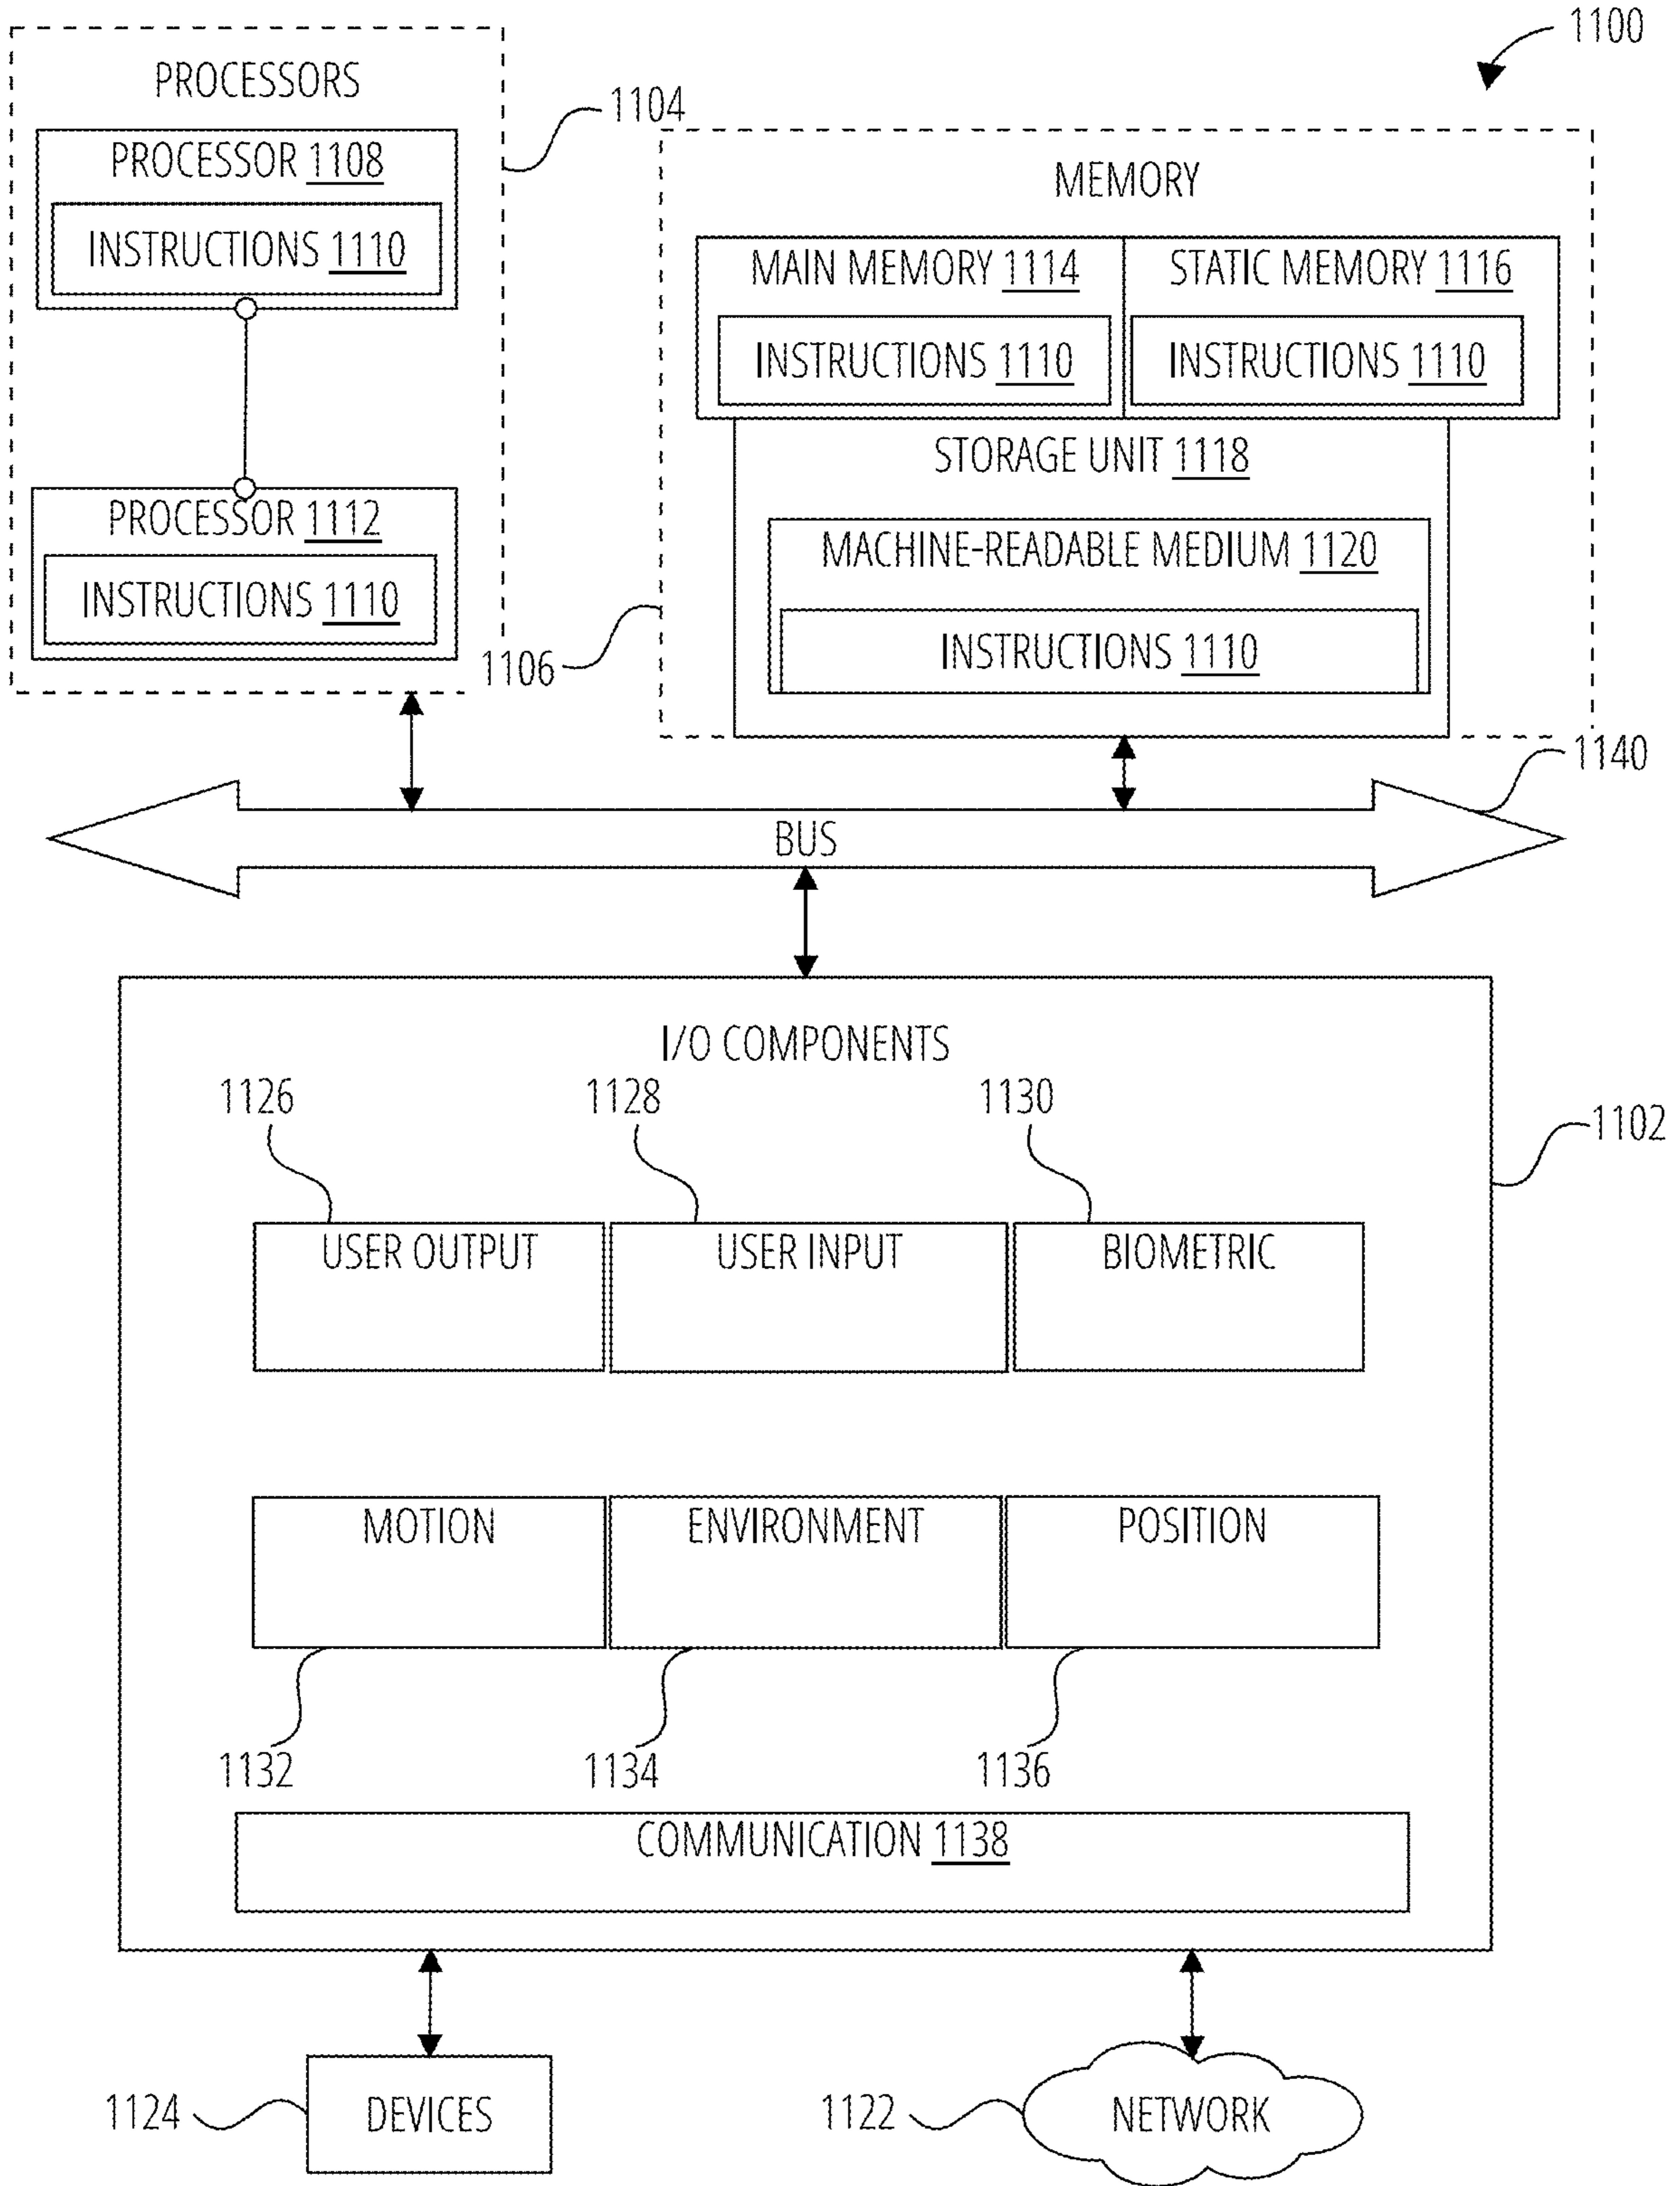 1100
PROCESSORS
1104
PROCESSOR 1108
INSTRUCTIONS 1110
PROCESSOR 1112
INSTRUCTIONS 1110
MEMORY
MAIN MEMORY 1114
STATIC MEMORY 1116
INSTRUCTIONS 1110
INSTRUCTIONS 1110
STORAGE UNIT 1118
MACHINE-READABLE MEDIUM 1120
INSTRUCTIONS 1110
1106
1140
BUS
I/O COMPONENTS
1126
1128
1130
1102
USER OUTPUT
USER INPUT
BIOMETRIC
MOTION
ENVIRONMENT
POSITION
1132
1134
1136
COMMUNICATION 1138
1124
DEVICES
1122
NETWORK